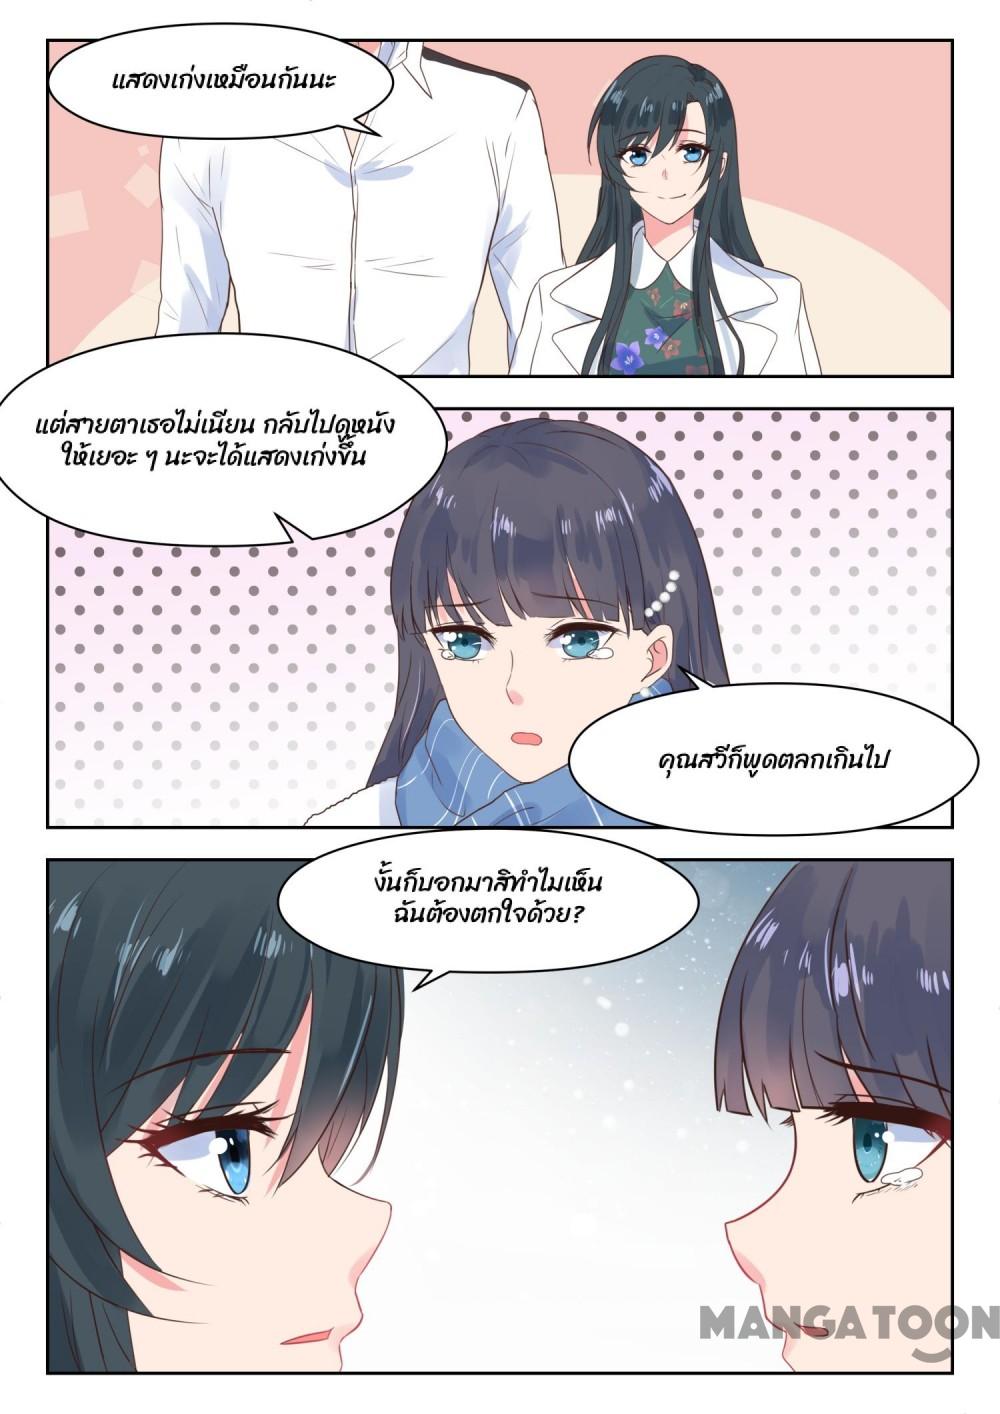 แสดงเก่งเหมือนกันนะ
แต่สายตาเธอไม่เนียน กลับไปดูหนัง
ให้เยอะ ๆ นะจะได้แสดงเก่งขึ้น
คุณสวีก็พูดตลกเกินไป
งั้นก็บอกมาสิทำไมเห็น
ฉันต้องตกใจด้วย?
MANGATOON